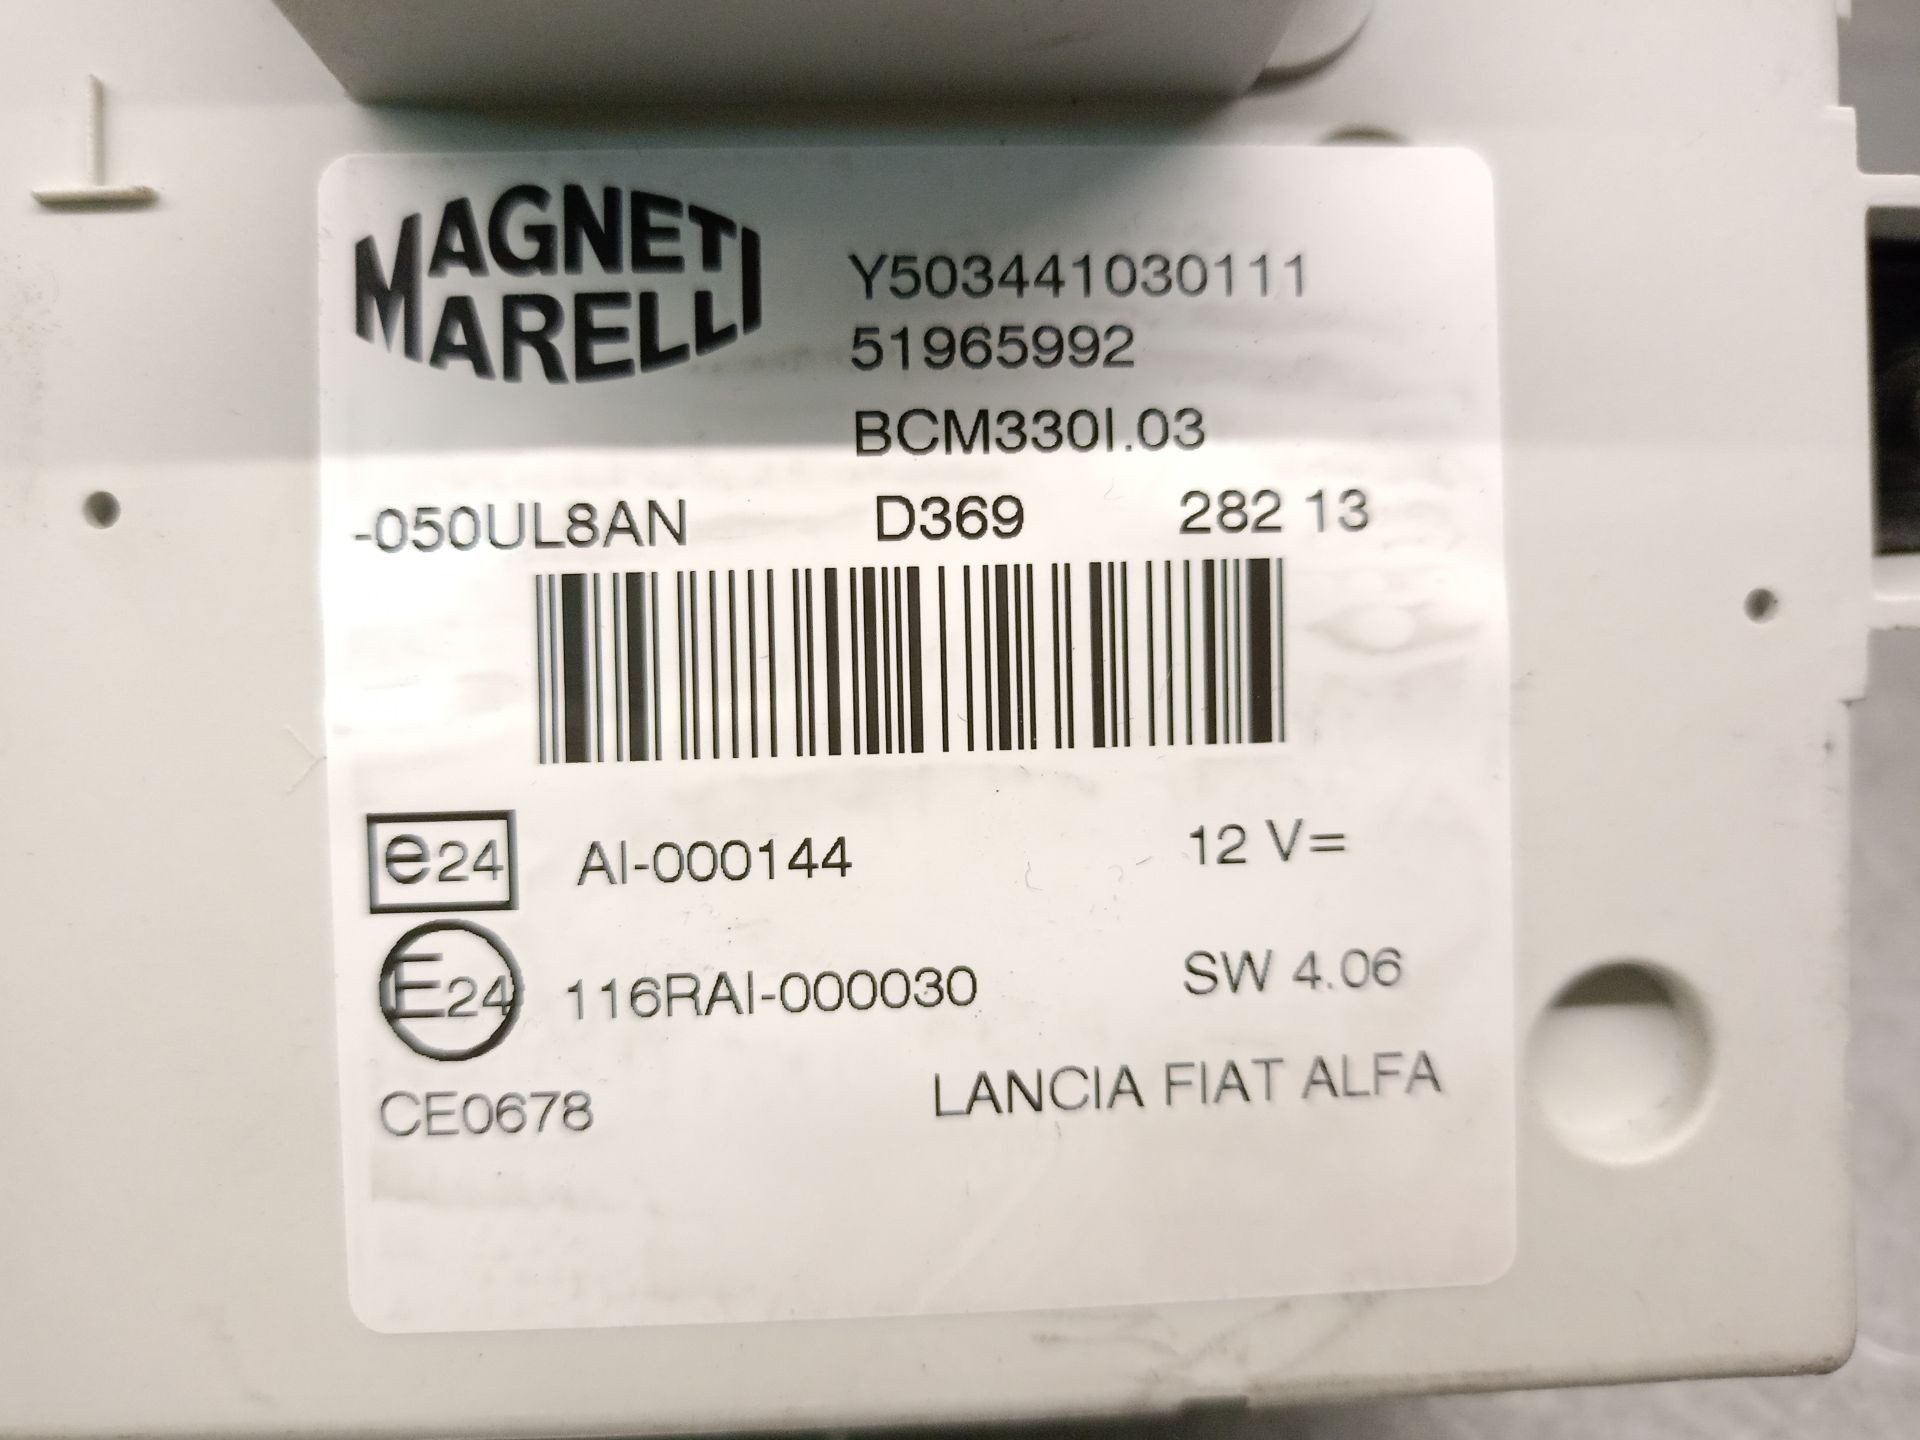 MAGNETI
MARELLI
Y503441030111
51965992
BCM330I.03
-050UL8AN D369 282 13
e24 AI-000144 12 V=
E24 116RAI-000030 SW 4.06
CE0678 LANCIA FIAT ALFA